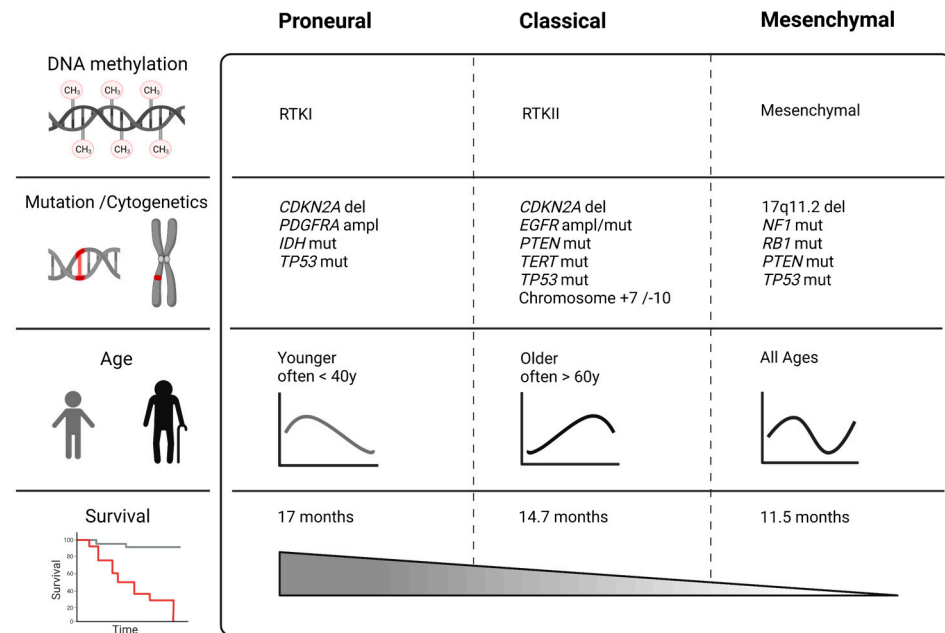 Proneural
Classical
Mesenchymal
DNA methylation
CH₃
CH₃
CH₃
CH₃
CH₃
CH₃
RTKI
RTKII
Mesenchymal
Mutation /Cytogenetics
CDKN2A del
PDGFRA ampl
IDH mut
TP53 mut
CDKN2A del
EGFR ampl/mut
PTEN mut
TERT mut
TP53 mut
Chromosome +7 /-10
17q11.2 del
NF1 mut
RB1 mut
PTEN mut
TP53 mut
Age
Younger
often < 40y
Older
often > 60y
All Ages
Survival
100
80
60
40
20
0
Survival
Time
17 months
14.7 months
11.5 months